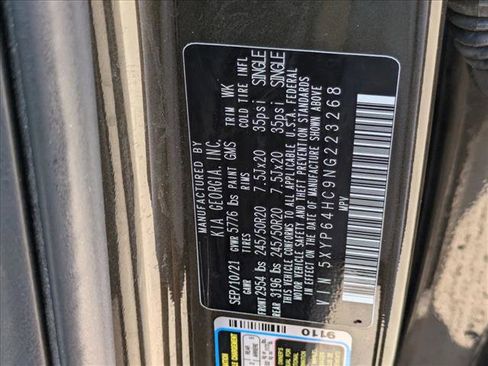 MANUFACTURED BY
KIA GEORGIA, INC.
SEP/10/21 GVWR 5776 lbs PAINT GMS TRIM WK
GAWR TIRES RIMS COLD TIRE INFL
FRONT 2954 lbs 245/50R20 7.5Jx20 35psi SINGLE
REAR 3196 lbs 245/50R20 7.5Jx20 35psi SINGLE
THIS VEHICLE CONFORMS TO ALL APPLICABLE U.S.A. FEDERAL
MOTOR VEHICLE SAFETY AND THEFT PREVENTION STANDARDS
IN EFFECT ON THE DATE OF MANUFACTURE SHOWN ABOVE
VIN 5XYP64HC9NG223268
MPV
9110